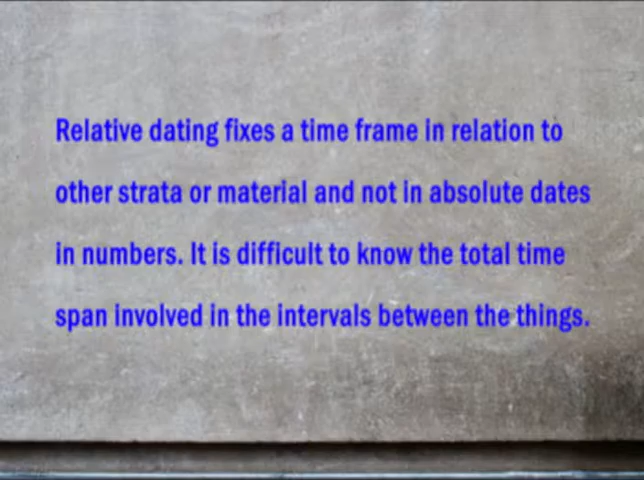 Relative dating fixes a time frame in relation to
other strata or material and not in absolute dates
in numbers. It is difficult to know the total time
span involved in the intervals between the things.